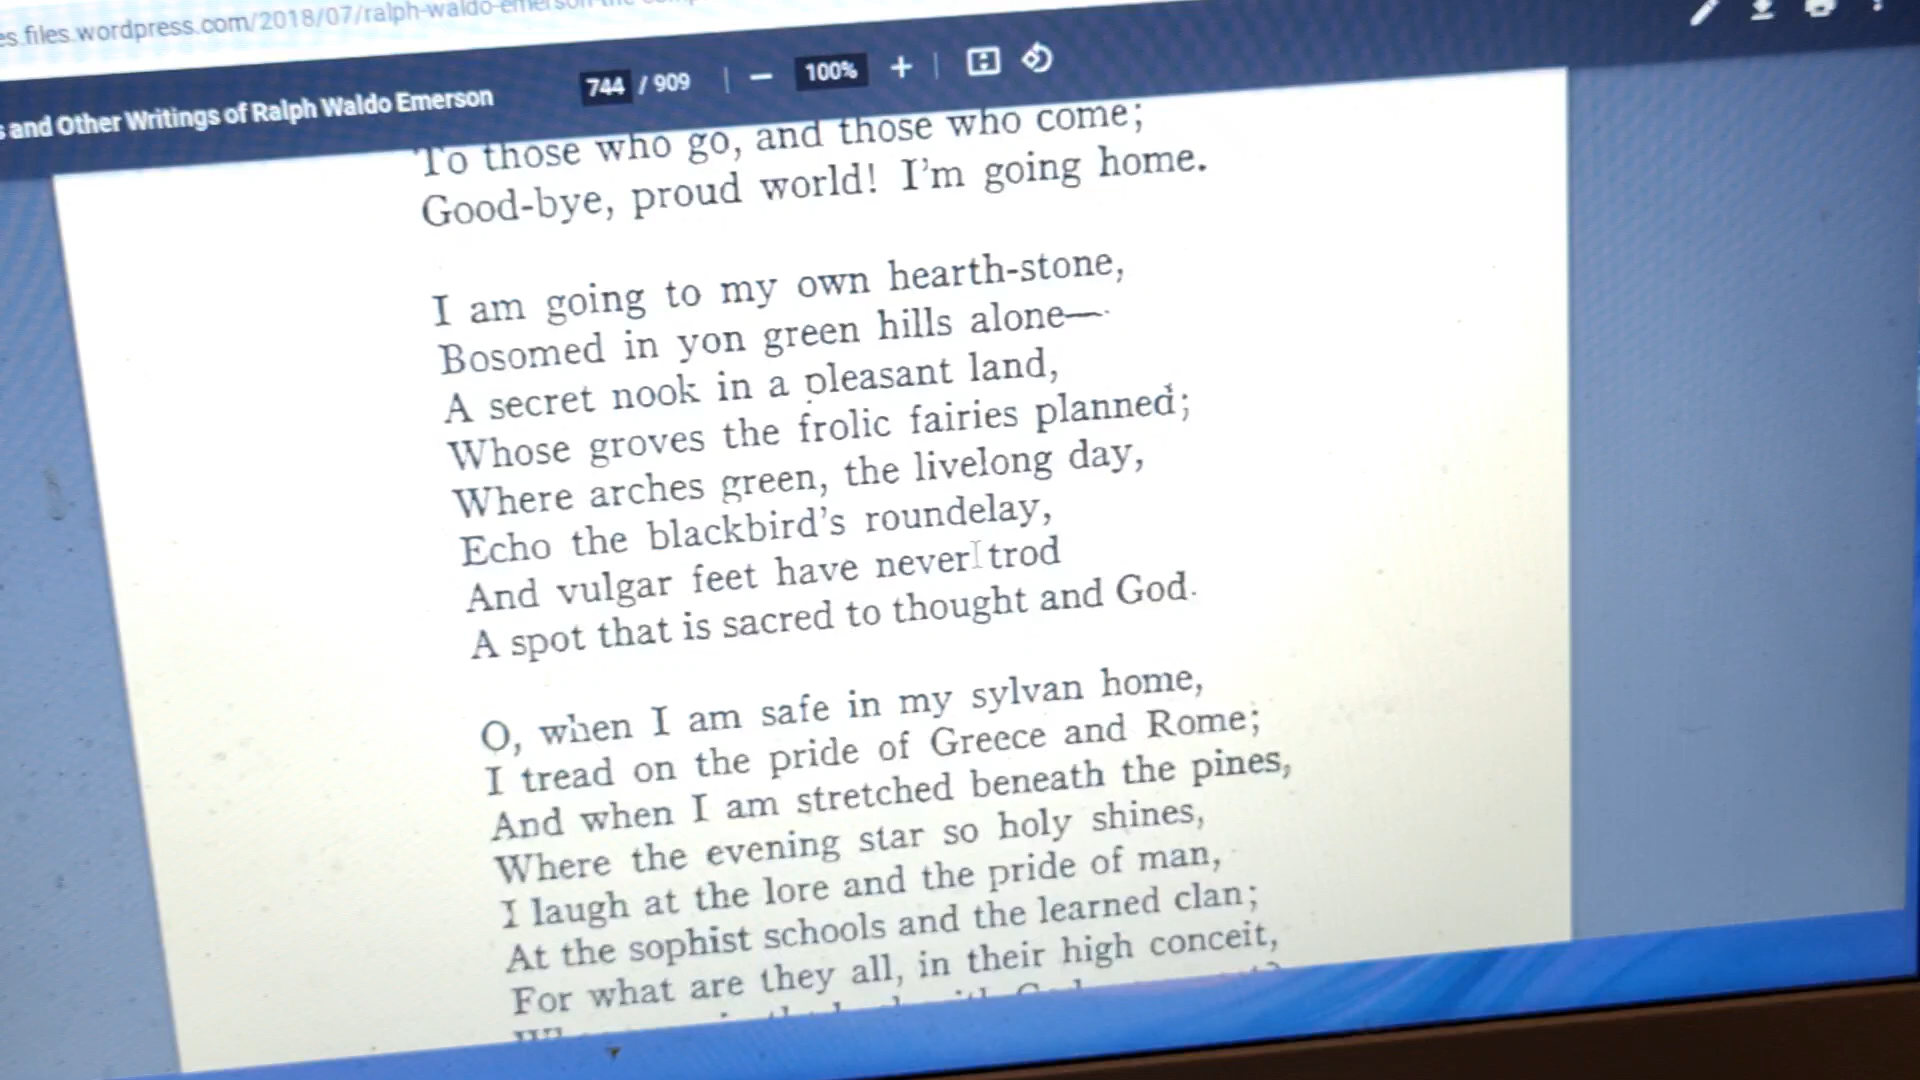 es.files.wordpress.com/2018/07/ralph-waldo-emerson-the-comp
s and Other Writings of Ralph Waldo Emerson
744 / 909
100%
To those who go, and those who come;
Good-bye, proud world! I'm going home.
I am going to my own hearth-stone,
Bosomed in yon green hills alone—
A secret nook in a pleasant land,
Whose groves the frolic fairies planned;
Where arches green, the livelong day,
Echo the blackbird's roundelay,
And vulgar feet have never trod
A spot that is sacred to thought and God.
O, when I am safe in my sylvan home,
I tread on the pride of Greece and Rome;
And when I am stretched beneath the pines,
Where the evening star so holy shines,
I laugh at the lore and the pride of man,
At the sophist schools and the learned clan;
For what are they all, in their high conceit,